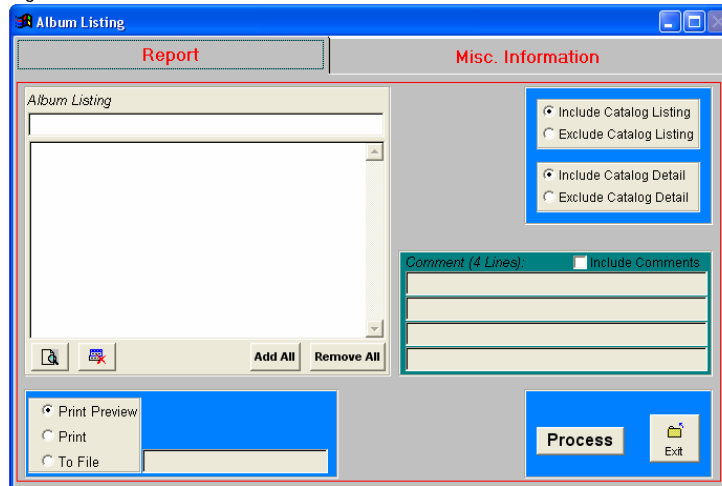 Album Listing
Report
Misc. Information
Album Listing
Include Catalog Listing
Exclude Catalog Listing
Include Catalog Detail
Exclude Catalog Detail
Comment (4 Lines):
Include Comments
Add All
Remove All
Print Preview
Print
To File
Process
Exit